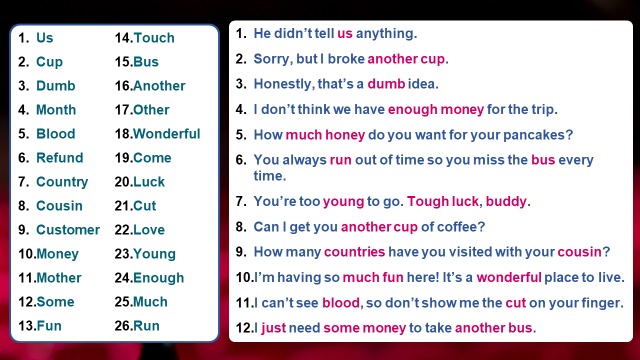 1. Us
2. Cup
3. Dumb
4. Month
5. Blood
6. Refund
7. Country
8. Cousin
9. Customer
10.Money
11.Mother
12.Some
13.Fun
14.Touch
15.Bus
16.Another
17.Other
18.Wonderful
19.Come
20.Luck
21.Cut
22.Love
23.Young
24.Enough
25.Much
26.Run
1. He didn't tell us anything.
2. Sorry, but I broke another cup.
3. Honestly, that's a dumb idea.
4. I don't think we have enough money for the trip.
5. How much honey do you want for your pancakes?
6. You always run out of time so you miss the bus every
time.
7. You're too young to go. Tough luck, buddy.
8. Can I get you another cup of coffee?
9. How many countries have you visited with your cousin?
10.I'm having so much fun here! It's a wonderful place to live.
11.I can't see blood, so don't show me the cut on your finger.
12.I just need some money to take another bus.